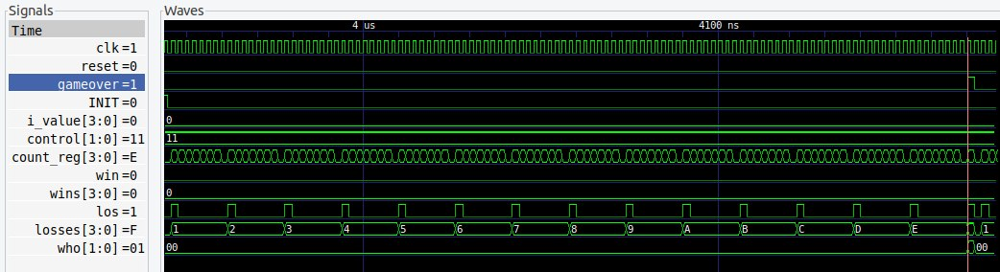 Signals
Waves
Time
4 us
4100 ns
clk=1
reset=0
gameover=1
INIT=0
i_value[3:0]=0
0
control[1:0]=11
11
count_reg[3:0]=E
win=0
wins[3:0]=0
0
los=1
losses[3:0]=F
1 2 3 4 5 6 7 8 9 A B C D E 1
who[1:0]=01
00 00